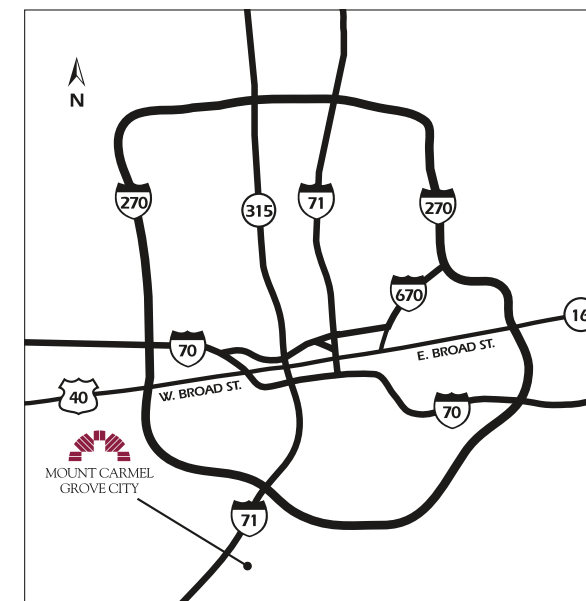 N
270
315
71
270
670
16
70
E. BROAD ST.
W. BROAD ST.
40
70
MOUNT CARMEL
GROVE CITY
71